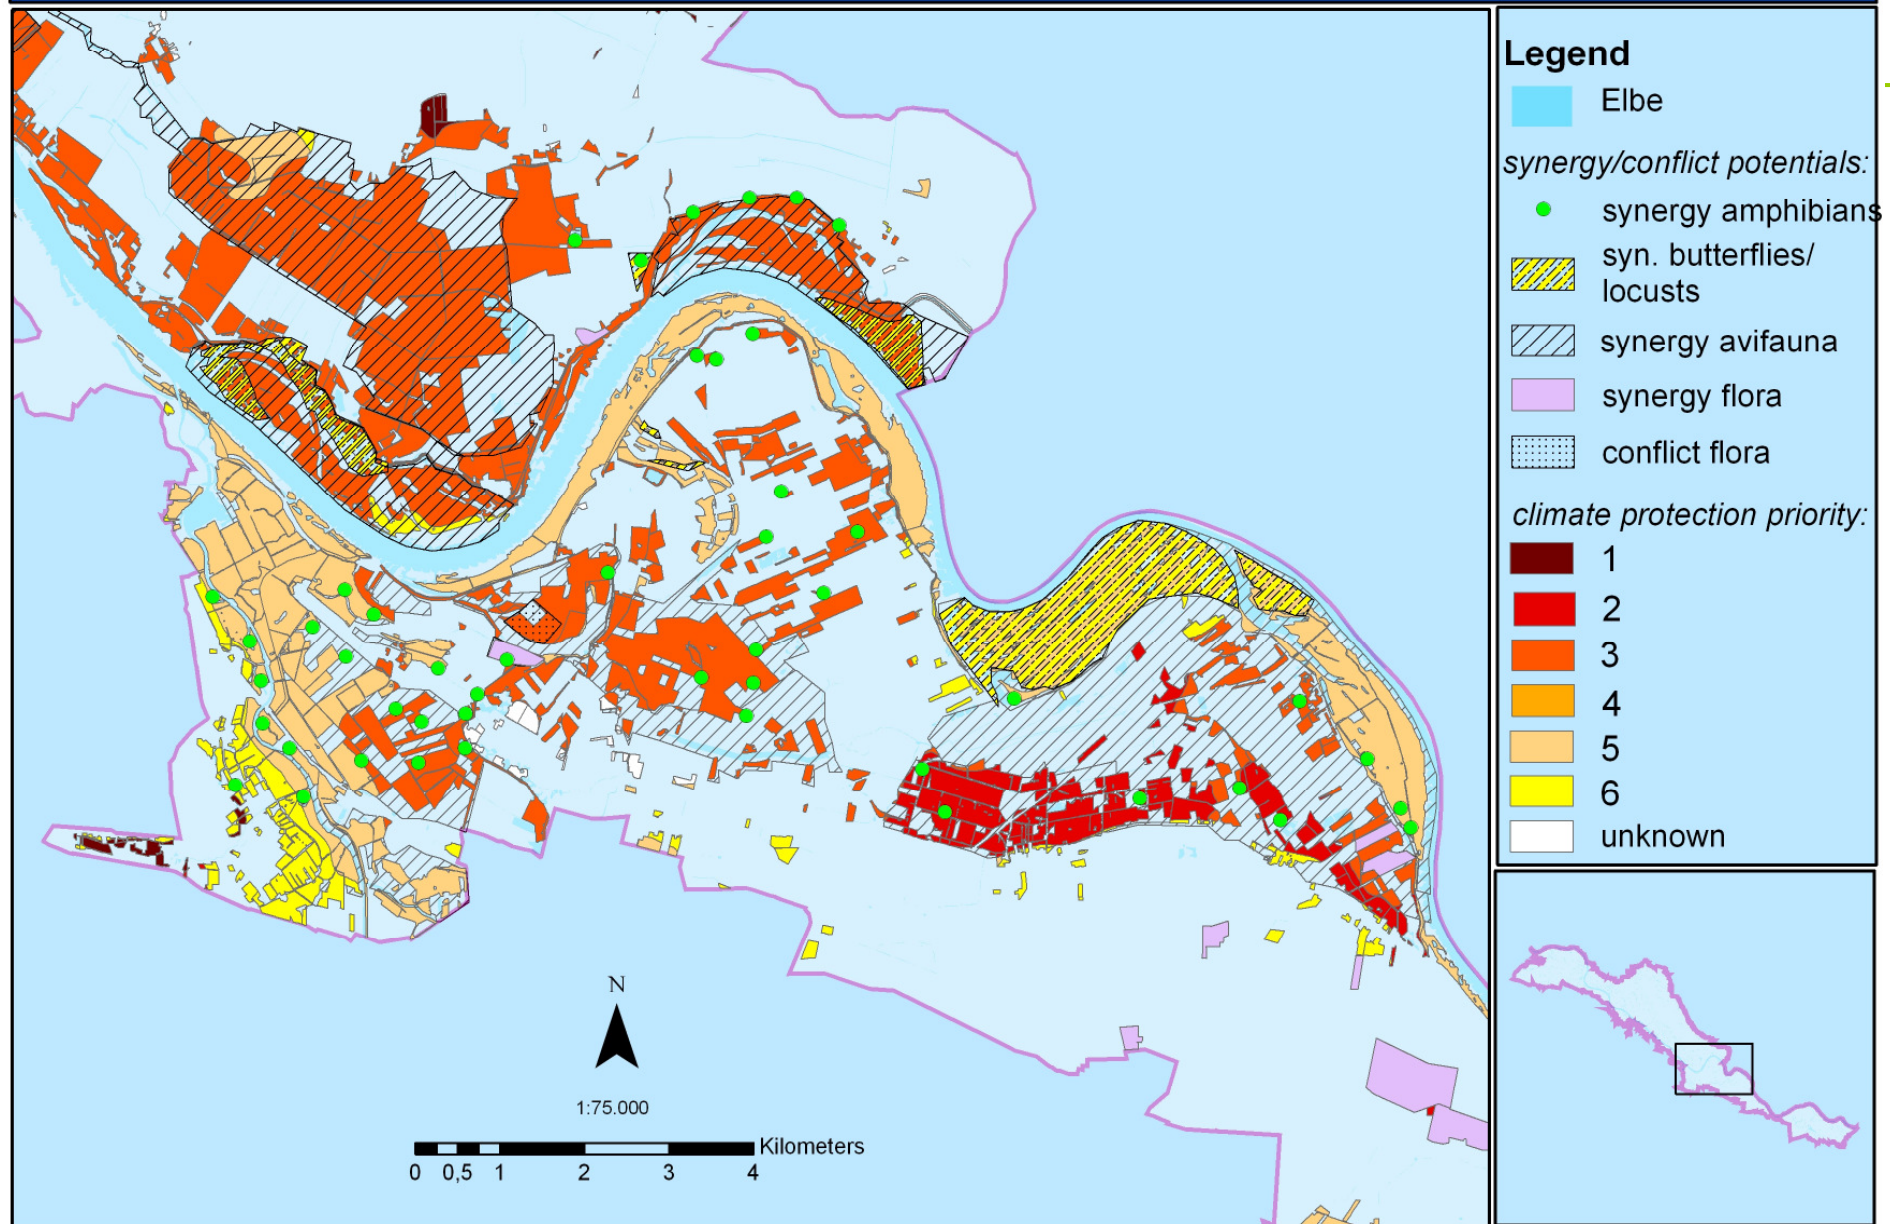 Legend
Elbe
synergy/conflict potentials:
synergy amphibians
syn. butterflies/
locusts
synergy avifauna
synergy flora
conflict flora
climate protection priority:
1
2
3
4
5
6
unknown
N
1:75.000
Kilometers
0 0,5 1 2 3 4